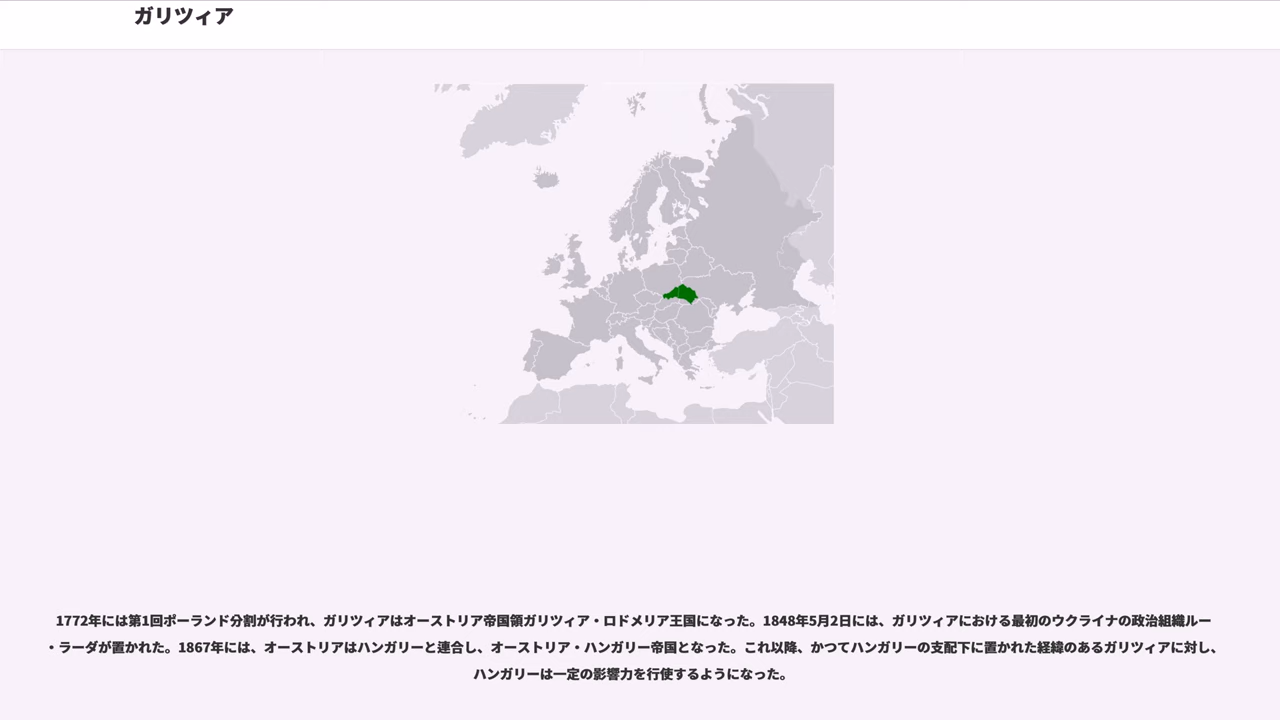 ガリツィア
1772年には第1回ポーランド分割が行われ、ガリツィアはオーストリア帝国領ガリツィア・ロドメリア王国になった。1848年5月2日には、ガリツィアにおける最初のウクライナの政治組織ルー
・ラーダが置かれた。1867年には、オーストリアはハンガリーと連合し、オーストリア・ハンガリー帝国となった。これ以降、かつてハンガリーの支配下に置かれた経緯のあるガリツィアに対し、
ハンガリーは一定の影響力を行使するようになった。